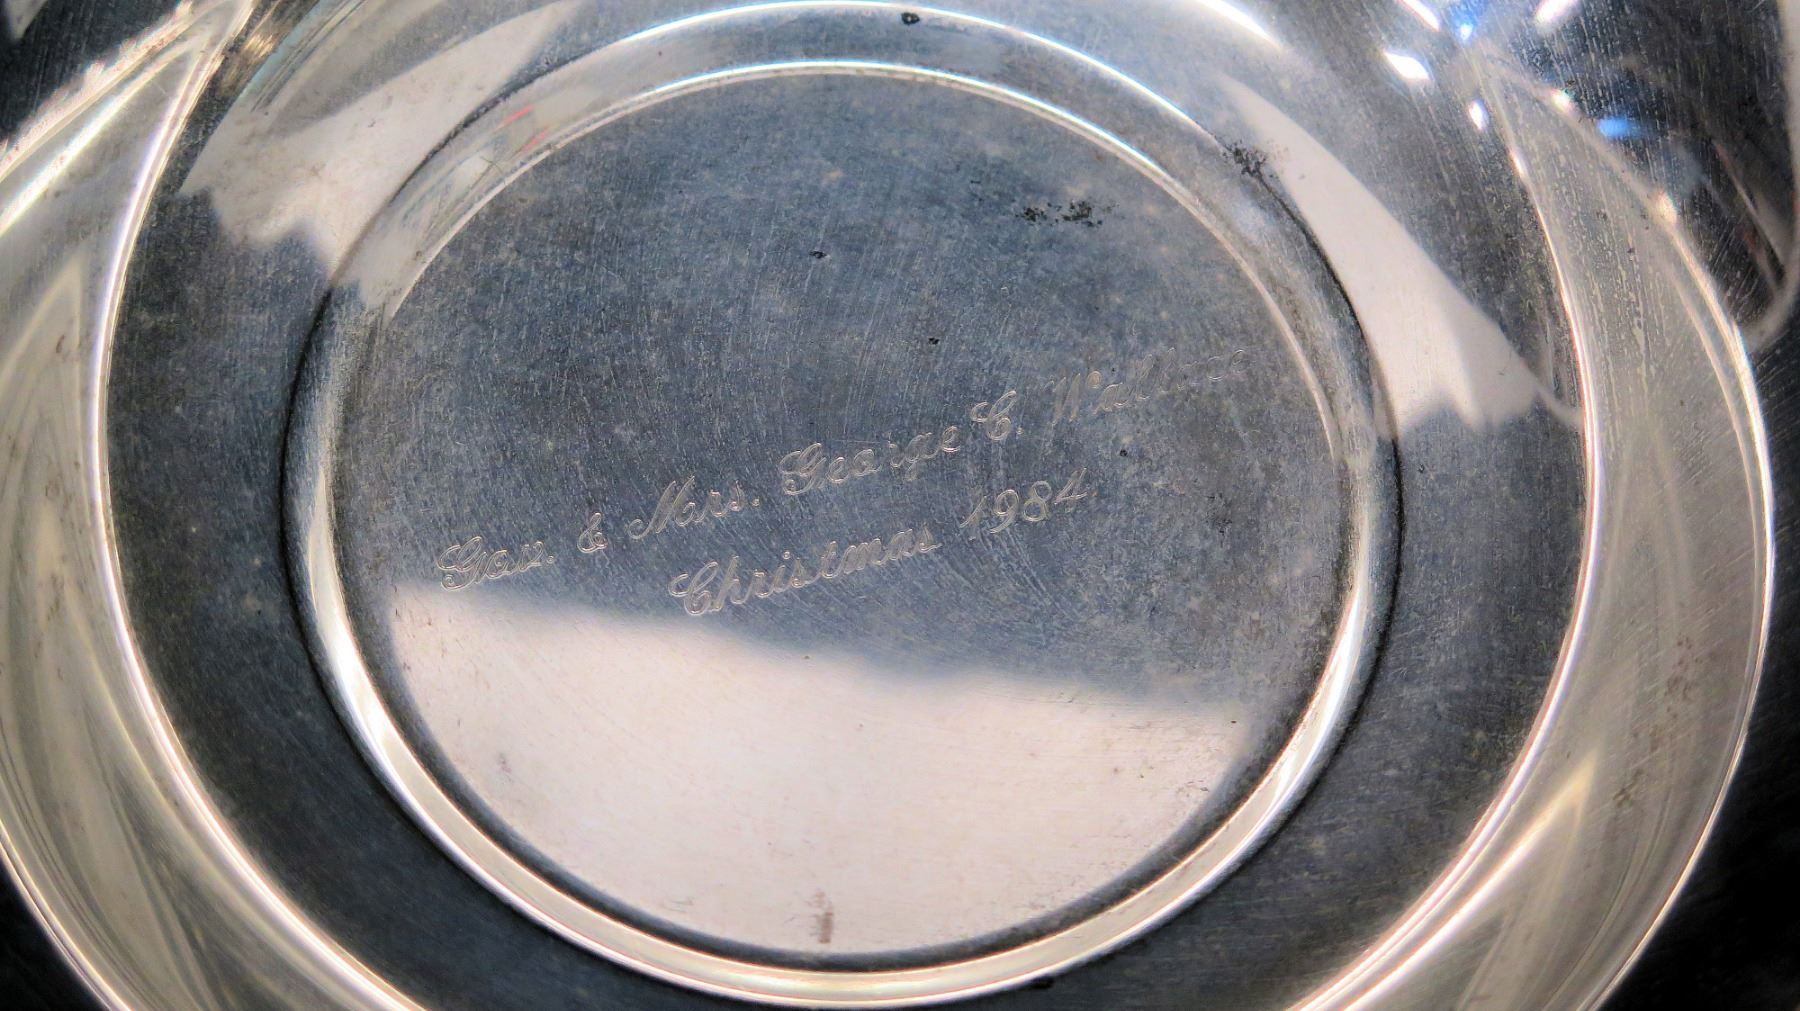 Gov. & Mrs. George C. Wallace
Christmas 1984